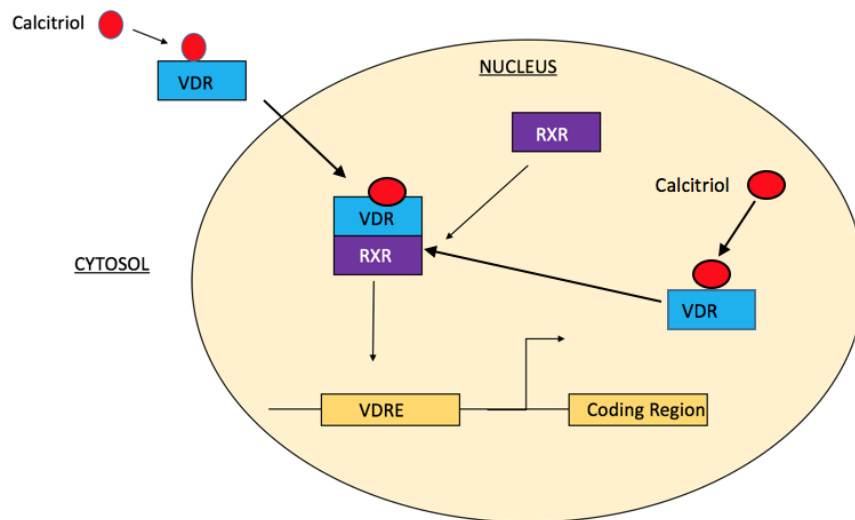 Calcitriol
VDR
NUCLEUS
RXR
Calcitriol
VDR
RXR
CYTOSOL
VDR
VDRE
Coding Region